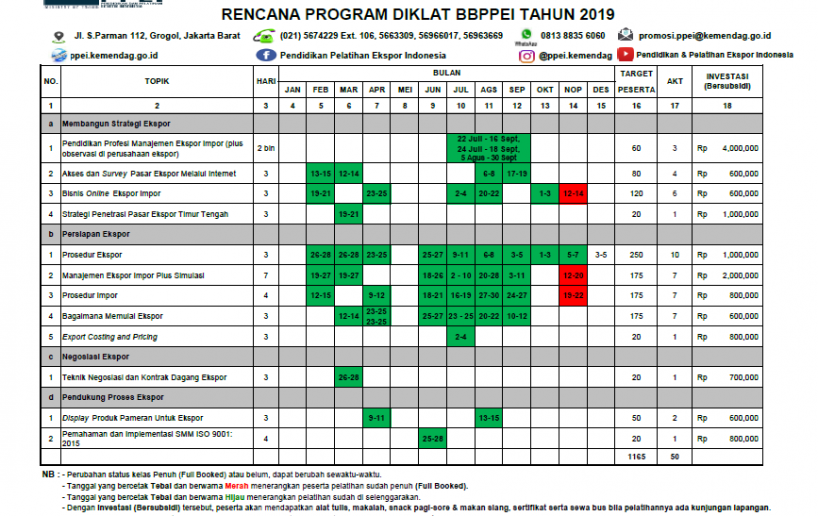 RENCANA PROGRAM DIKLAT BBPPEI TAHUN 2019
Jl. S.Parman 112, Grogol, Jakarta Barat (021) 5674229 Ext. 106, 5663309, 56966017, 56963669 WhatsApp 0813 8835 6060 promosi.ppei@kemendag.go.id
ppei.kemendag.go.id Pendidikan Pelatihan Ekspor Indonesia @ppei.kemendag Pendidikan & Pelatihan Ekspor Indonesia
NO. TOPIK HARI BULAN TARGET PESERTA AKT INVESTASI (Bersubsidi)
JAN FEB MAR APR MEI JUN JUL AGS SEP OKT NOP DES
1 2 3 4 5 6 7 8 9 10 11 12 13 14 15 16 17 18
a Membangun Strategi Ekspor
1 Pendidikan Profesi Manajemen Ekspor Impor (plus observasi di perusahaan ekspor) 2 bln 22 Juli - 16 Sept, 24 Juli - 18 Sept, 5 Agus - 30 Sept 60 3 Rp 4,000,000
2 Akses dan Survey Pasar Ekspor Melalui Internet 3 13-15 12-14 6-8 17-19 80 4 Rp 600,000
3 Bisnis Online Ekspor Impor 3 19-21 23-25 2-4 20-22 1-3 12-14 120 6 Rp 600,000
4 Strategi Penetrasi Pasar Ekspor Timur Tengah 3 19-21 20 1 Rp 1,000,000
b Persiapan Ekspor
1 Prosedur Ekspor 3 26-28 26-28 23-25 25-27 9-11 6-8 3-5 1-3 5-7 3-5 250 10 Rp 1,000,000
2 Manajemen Ekspor Impor Plus Simulasi 7 19-27 19-27 18-26 2 - 10 20-28 3-11 12-20 175 7 Rp 2,000,000
3 Prosedur Impor 4 12-15 9-12 18-21 16-19 27-30 24-27 19-22 175 7 Rp 800,000
4 Bagaimana Memulai Ekspor 3 12-14 23-25 23-25 25-27 23 - 25 20-22 10-12 175 7 Rp 600,000
5 Export Costing and Pricing 3 2-4 20 1 Rp 800,000
c Negosiasi Ekspor
1 Teknik Negosiasi dan Kontrak Dagang Ekspor 3 26-28 20 1 Rp 700,000
d Pendukung Proses Ekspor
1 Display Produk Pameran Untuk Ekspor 3 9-11 13-15 50 2 Rp 600,000
2 Pemahaman dan Implementasi SMM ISO 9001: 2015 4 25-28 20 1 Rp 800,000
1165 50
NB : - Perubahan status kelas Penuh (Full Booked) atau belum, dapat berubah sewaktu-waktu.
- Tanggal yang bercetak Tebal dan berwarna Merah menerangkan peserta pelatihan sudah penuh (Full Booked).
- Tanggal yang bercetak Tebal dan berwarna Hijau menerangkan pelatihan sudah di selenggarakan.
- Dengan Investasi (Bersubsidi) tersebut, peserta akan mendapatkan alat tulis, makalah, snack pagi-sore & makan siang, sertifikat serta sewa bus bila pelatihannya ada kunjungan lapangan.